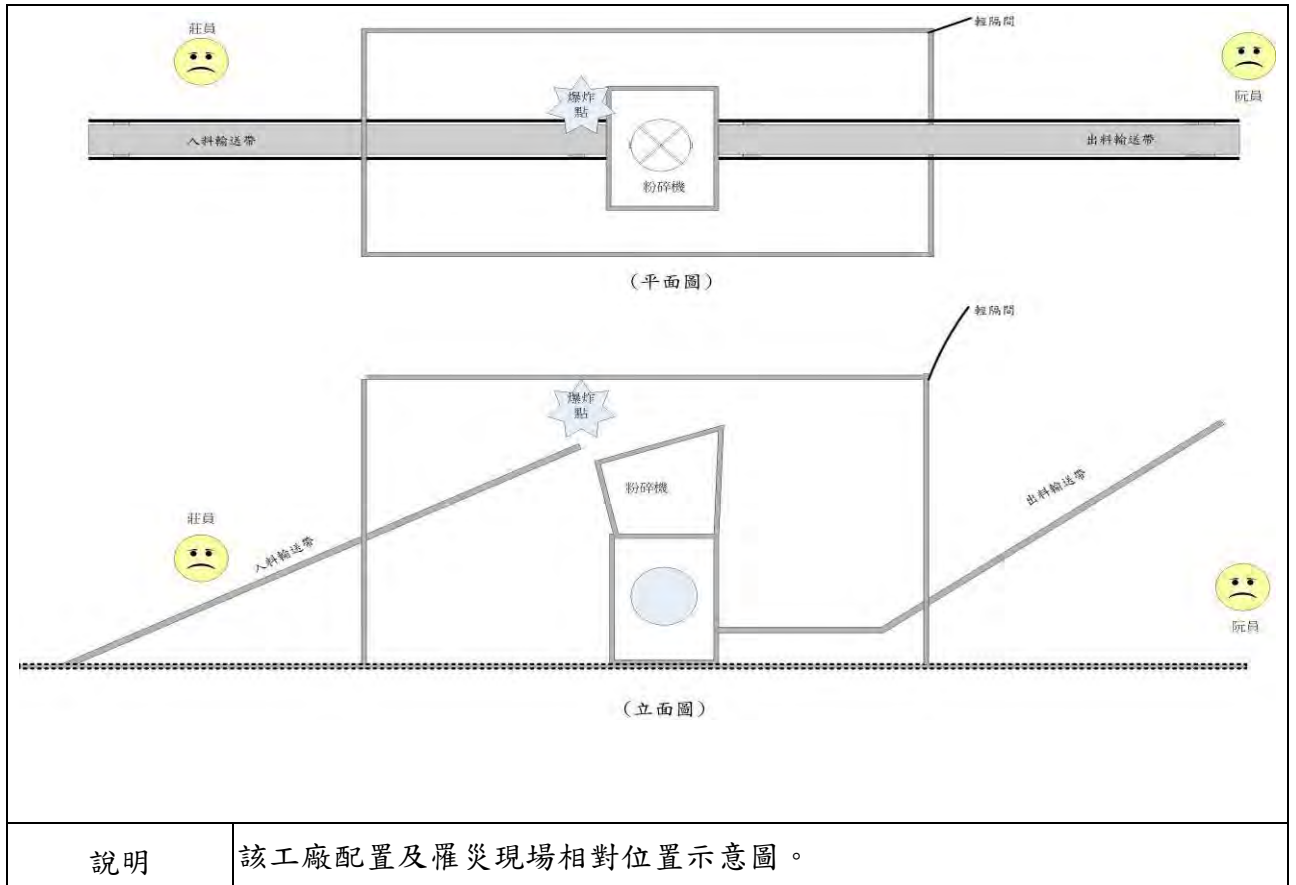 莊員
輕隔間
阮員
爆炸
點
入料輸送帶
出料輸送帶
粉碎機
（平面圖）
輕隔間
爆炸
點
粉碎機
出料輸送帶
莊員
入料輸送帶
阮員
（立面圖）
說明
該工廠配置及罹災現場相對位置示意圖。